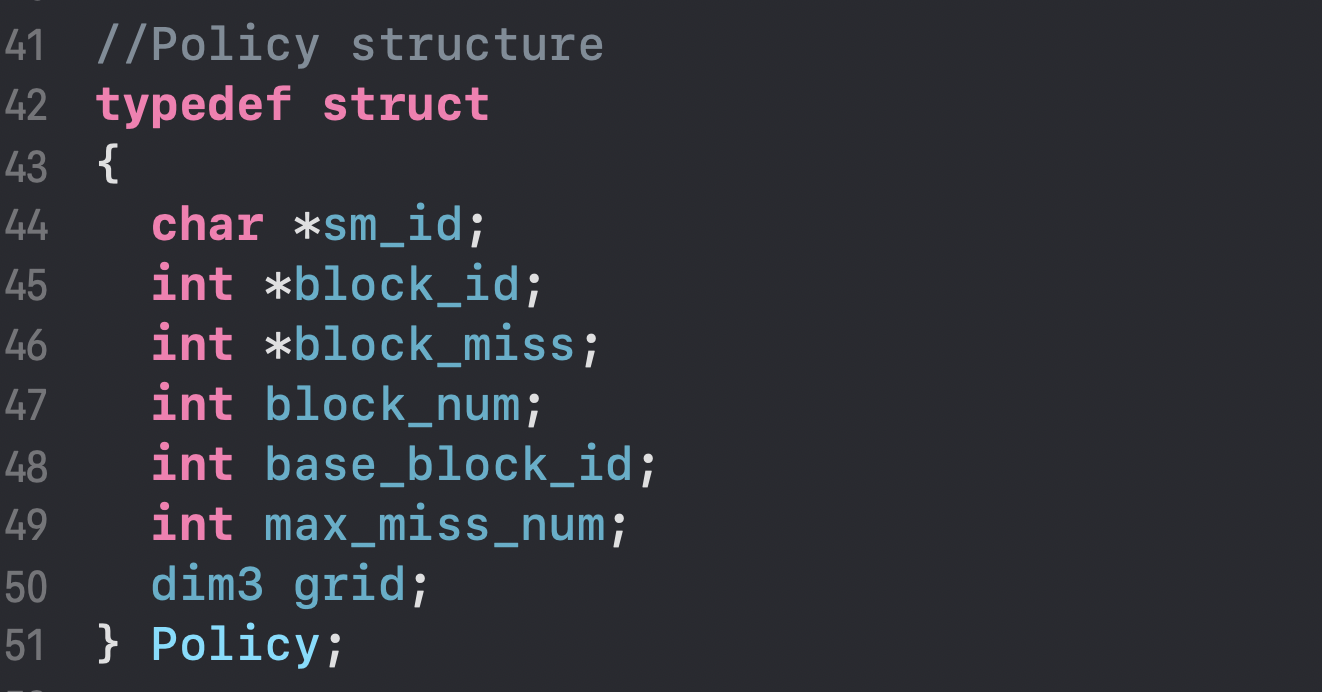 41 //Policy structure
42 typedef struct
43 {
44 char *sm_id;
45 int *block_id;
46 int *block_miss;
47 int block_num;
48 int base_block_id;
49 int max_miss_num;
50 dim3 grid;
51 } Policy;